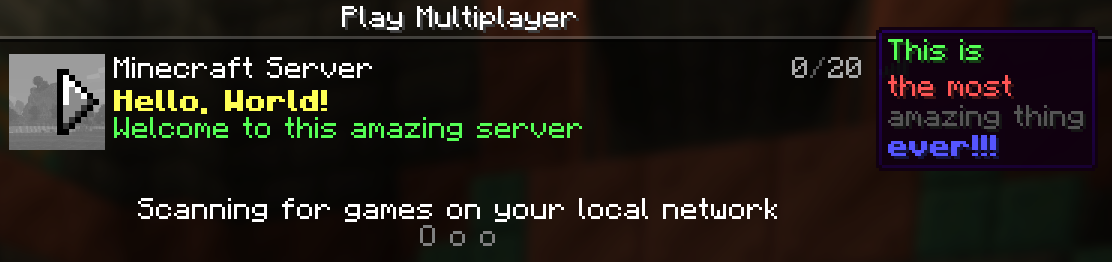 Play Multiplayer
Minecraft Server
0/20
Hello, World!
Welcome to this amazing server
This is
the most
amazing thing
ever!!!
Scanning for games on your local network
O o o